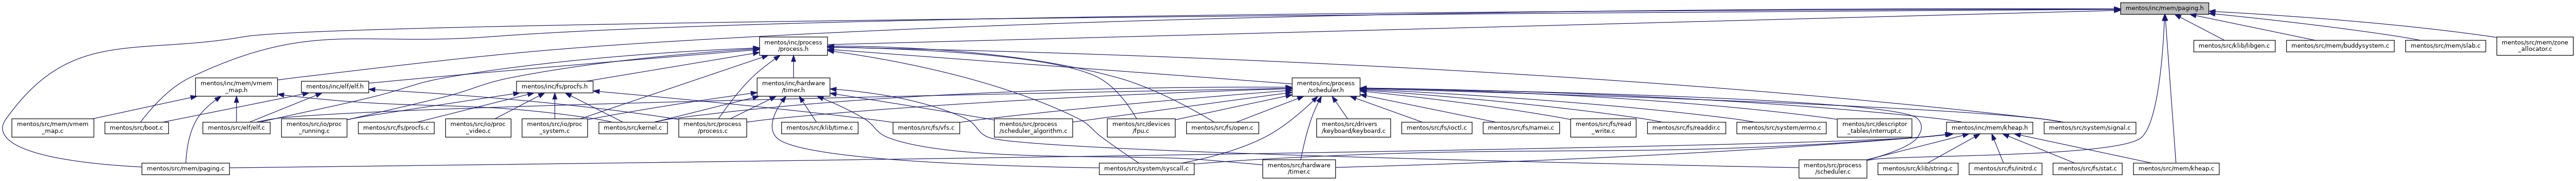 mentos/inc/mem/paging.h
mentos/inc/process
/process.h
mentos/src/klib/libgen.c
mentos/src/mem/buddysystem.c
mentos/src/mem/slab.c
mentos/src/mem/zone
_allocator.c
mentos/inc/mem/vmem
_map.h
mentos/inc/elf/elf.h
mentos/inc/fs/procfs.h
mentos/inc/hardware
/timer.h
mentos/inc/process
/scheduler.h
mentos/src/mem/vmem
_map.c
mentos/src/boot.c
mentos/src/elf/elf.c
mentos/src/io/proc
_running.c
mentos/src/fs/procfs.c
mentos/src/io/proc
_video.c
mentos/src/io/proc
_system.c
mentos/src/kernel.c
mentos/src/process
/process.c
mentos/src/klib/time.c
mentos/src/fs/vfs.c
mentos/src/process
/scheduler_algorithm.c
mentos/src/devices
/fpu.c
mentos/src/fs/open.c
mentos/src/drivers
/keyboard/keyboard.c
mentos/src/fs/ioctl.c
mentos/src/fs/namei.c
mentos/src/fs/read
_write.c
mentos/src/fs/readdir.c
mentos/src/system/errno.c
mentos/src/descriptor
_tables/interrupt.c
mentos/inc/mem/kheap.h
mentos/src/system/signal.c
mentos/src/mem/paging.c
mentos/src/system/syscall.c
mentos/src/hardware
/timer.c
mentos/src/process
/scheduler.c
mentos/src/klib/string.c
mentos/src/fs/initrd.c
mentos/src/fs/stat.c
mentos/src/mem/kheap.c